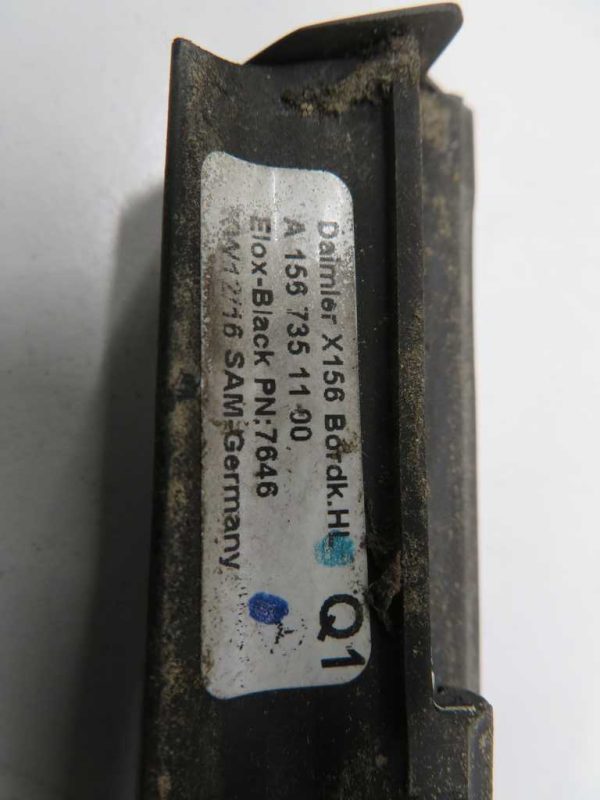 Daimler X156 Bordk.HL
A 156 735 11 00
Elox-Black PN:7646
KW12/16 SAM-Germany
Q1